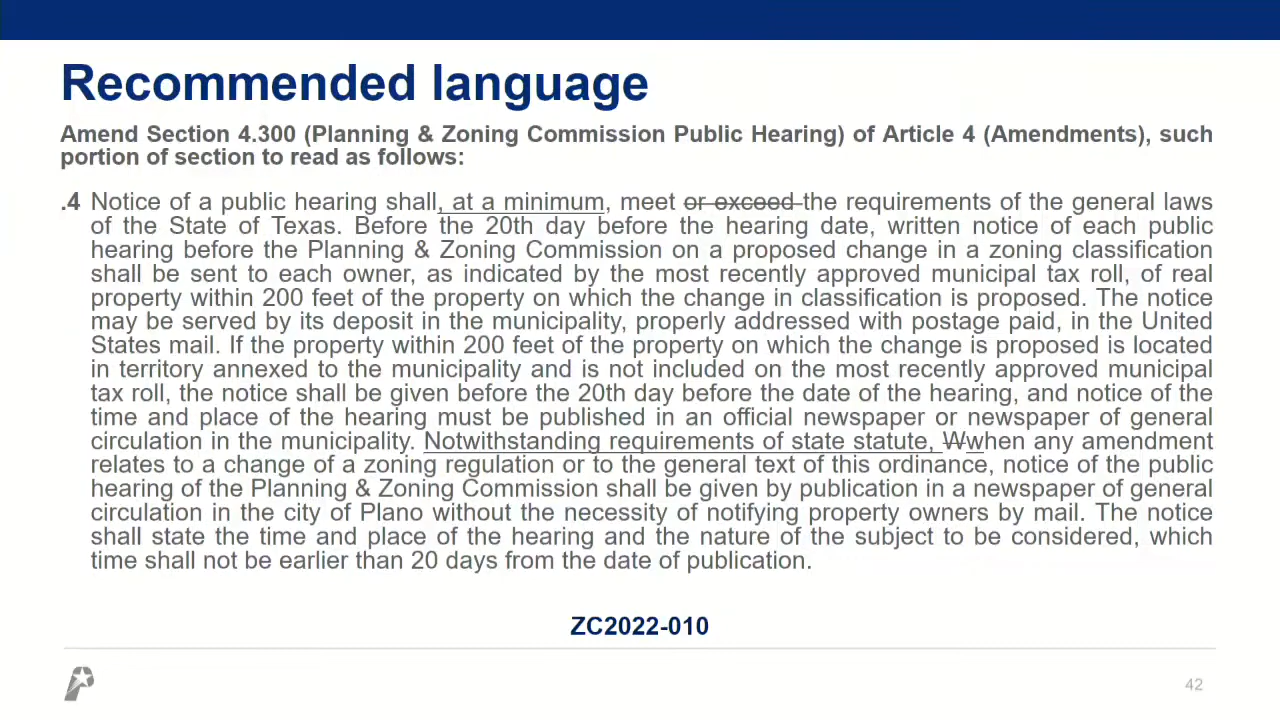 Recommended language
Amend Section 4.300 (Planning & Zoning Commission Public Hearing) of Article 4 (Amendments), such
portion of section to read as follows:
.4 Notice of a public hearing shall, at a minimum, meet or exceed the requirements of the general laws
of the State of Texas. Before the 20th day before the hearing date, written notice of each public
hearing before the Planning & Zoning Commission on a proposed change in a zoning classification
shall be sent to each owner, as indicated by the most recently approved municipal tax roll, of real
property within 200 feet of the property on which the change in classification is proposed. The notice
may be served by its deposit in the municipality, properly addressed with postage paid, in the United
States mail. If the property within 200 feet of the property on which the change is proposed is located
in territory annexed to the municipality and is not included on the most recently approved municipal
tax roll, the notice shall be given before the 20th day before the date of the hearing, and notice of the
time and place of the hearing must be published in an official newspaper or newspaper of general
circulation in the municipality. Notwithstanding requirements of state statute, Wwhen any amendment
relates to a change of a zoning regulation or to the general text of this ordinance, notice of the public
hearing of the Planning & Zoning Commission shall be given by publication in a newspaper of general
circulation in the city of Plano without the necessity of notifying property owners by mail. The notice
shall state the time and place of the hearing and the nature of the subject to be considered, which
time shall not be earlier than 20 days from the date of publication.
ZC2022-010
42